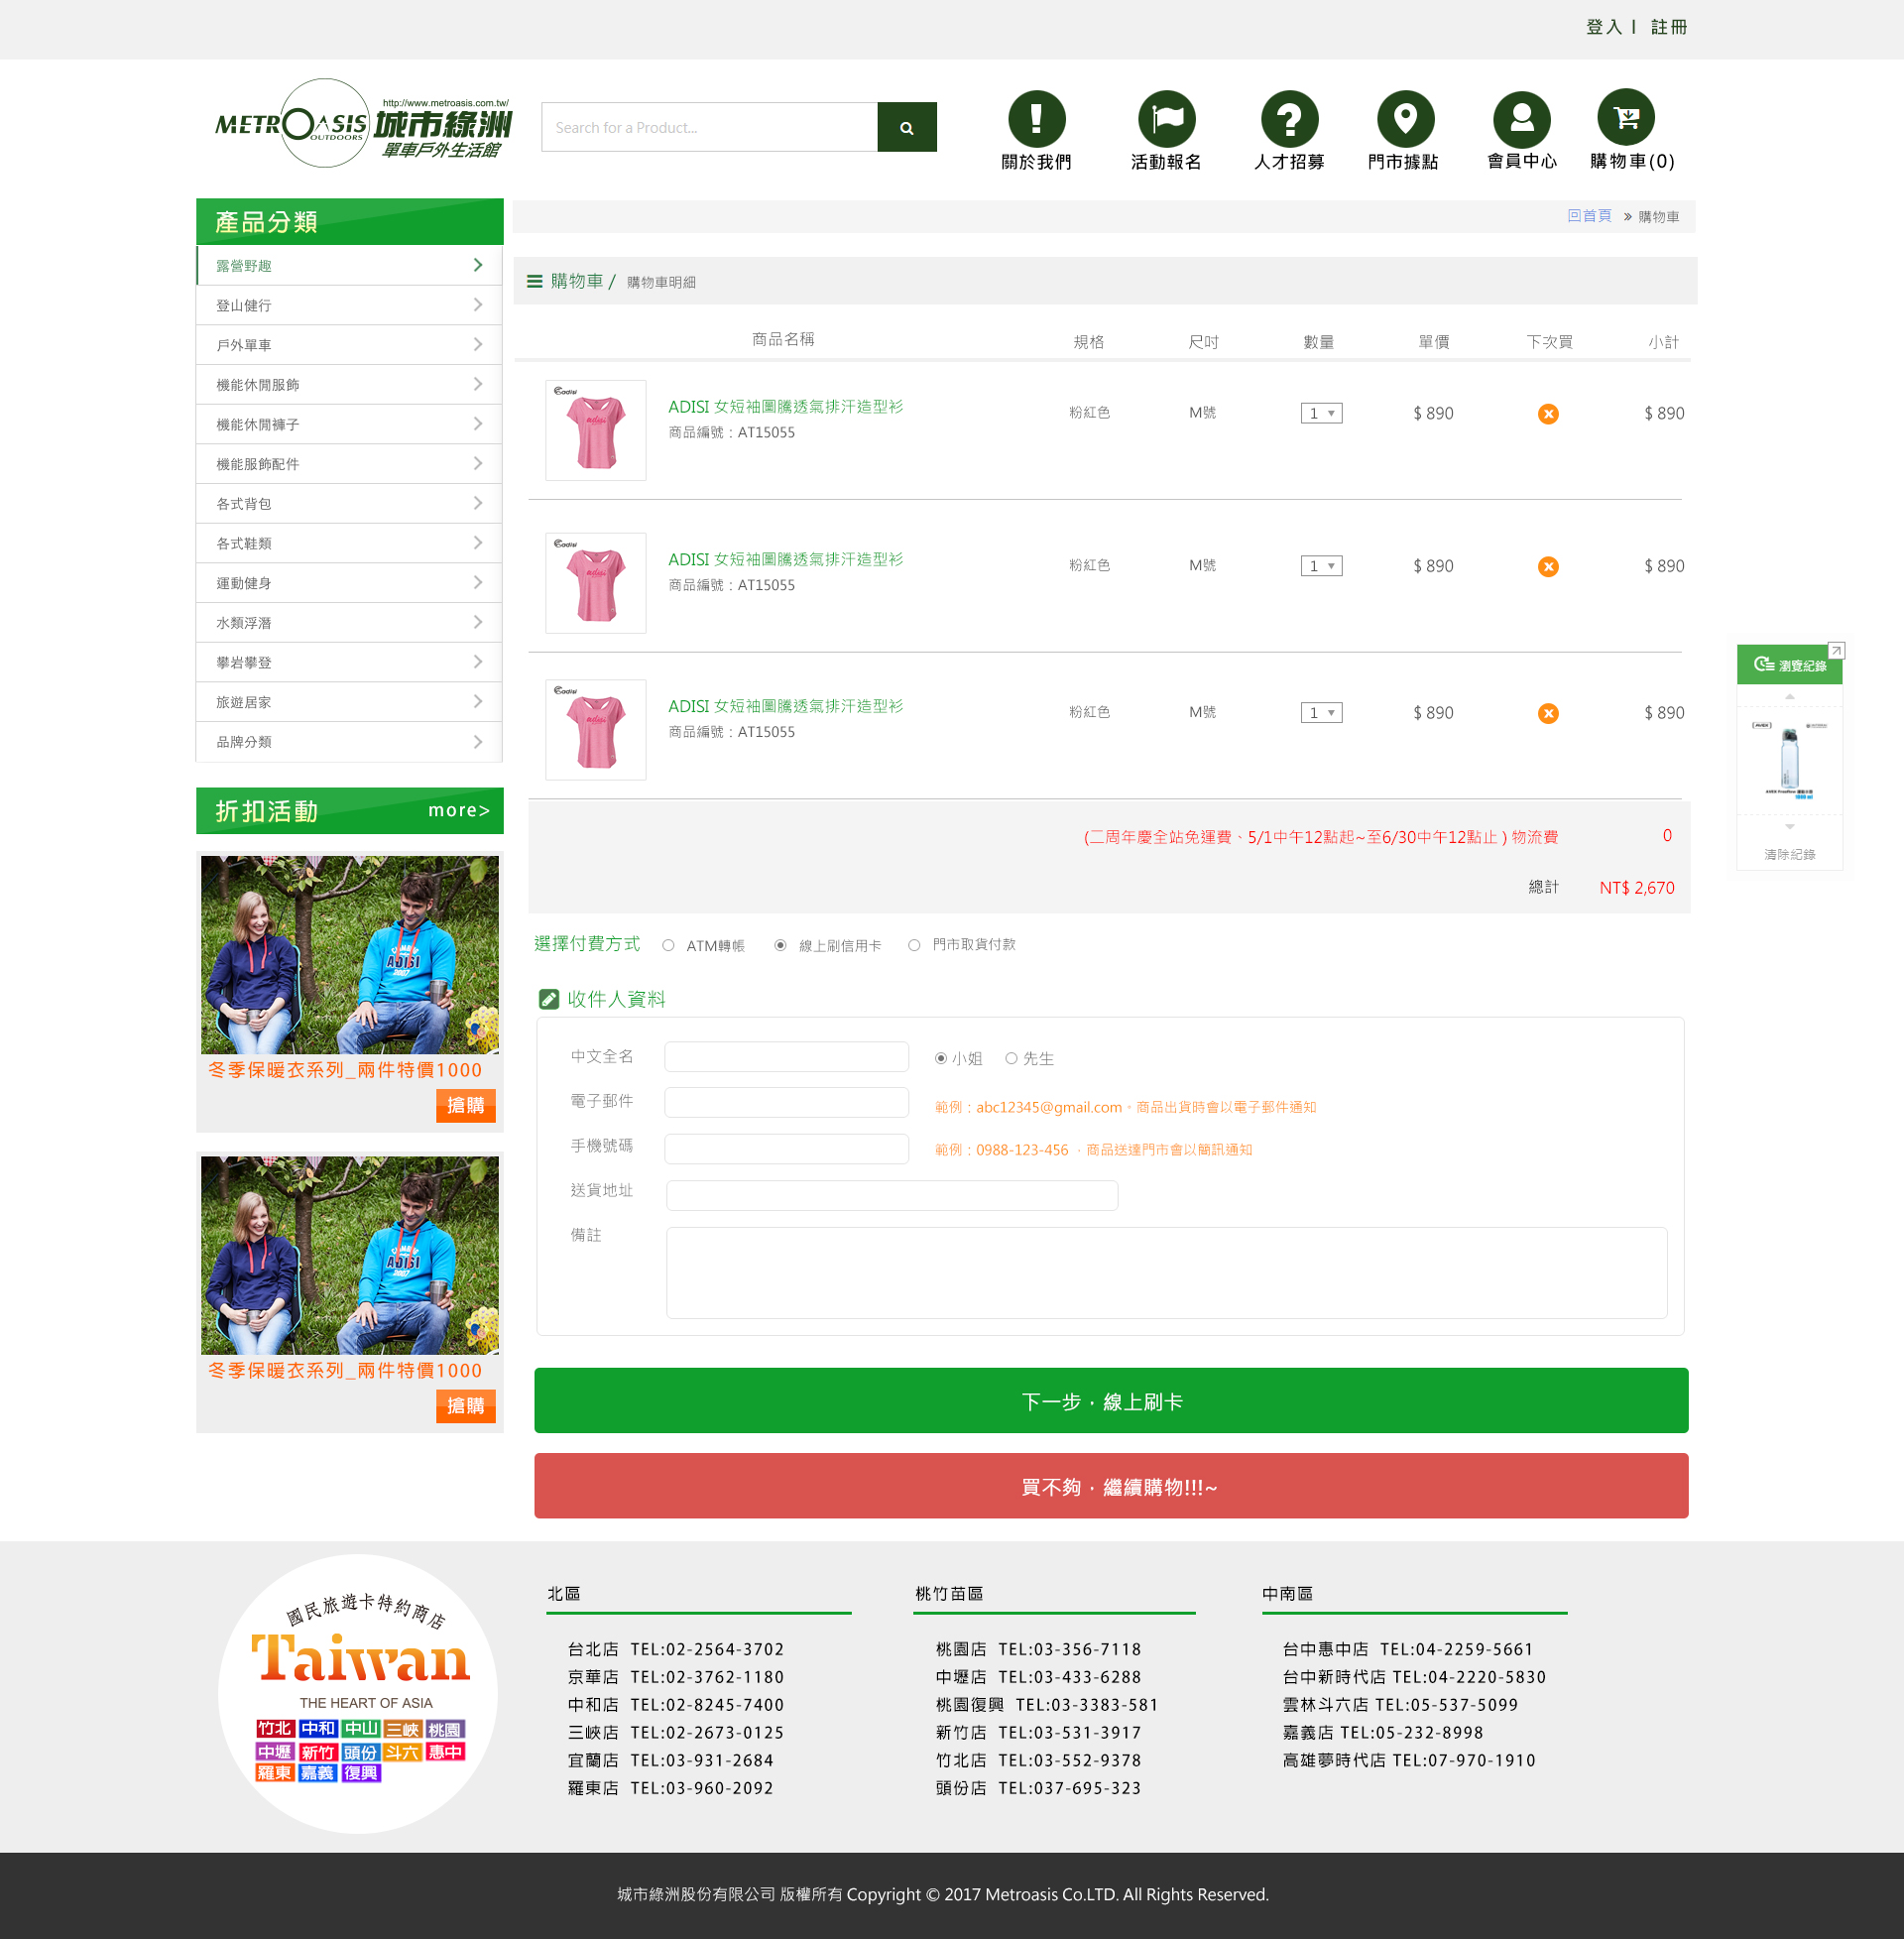 登入 | 註冊
http://www.metroasis.com.tw/
METROASIS 城市綠洲
OUTDOORS
單車戶外生活館
Search for a Product...
關於我們
活動報名
人才招募
門市據點
會員中心
購物車(0)
產品分類
露營野趣
登山健行
戶外單車
機能休閒服飾
機能休閒褲子
機能服飾配件
各式背包
各式鞋類
運動健身
水類浮潛
攀岩攀登
旅遊居家
品牌分類
折扣活動 more>
ADISI
2007
冬季保暖衣系列_兩件特價1000
搶購
ADISI
2007
冬季保暖衣系列_兩件特價1000
搶購
回首頁 » 購物車
購物車 / 購物車明細
商品名稱 規格 尺吋 數量 單價 下次買 小計
adisi
adisi
ADISI 女短袖圖騰透氣排汗造型衫 粉紅色 M號 1 $ 890 $ 890
商品編號：AT15055
adisi
adisi
ADISI 女短袖圖騰透氣排汗造型衫 粉紅色 M號 1 $ 890 $ 890
商品編號：AT15055
adisi
adisi
ADISI 女短袖圖騰透氣排汗造型衫 粉紅色 M號 1 $ 890 $ 890
商品編號：AT15055
(二周年慶全站免運費、5/1中午12點起~至6/30中午12點止 ) 物流費 0
總計 NT$ 2,670
選擇付費方式 ATM轉帳 線上刷信用卡 門市取貨付款
收件人資料
中文全名 小姐 先生
電子郵件 範例：abc12345@gmail.com。商品出貨時會以電子郵件通知
手機號碼 範例：0988-123-456 ，商品送達門市會以簡訊通知
送貨地址
備註
下一步，線上刷卡
買不夠，繼續購物!!!~
瀏覽紀錄
AVEX
清除紀錄
國民旅遊卡特約商店
Taiwan
THE HEART OF ASIA
竹北 中和 中山 三峽 桃園
中壢 新竹 頭份 斗六 惠中
羅東 嘉義 復興
北區
台北店 TEL:02-2564-3702
京華店 TEL:02-3762-1180
中和店 TEL:02-8245-7400
三峽店 TEL:02-2673-0125
宜蘭店 TEL:03-931-2684
羅東店 TEL:03-960-2092
桃竹苗區
桃園店 TEL:03-356-7118
中壢店 TEL:03-433-6288
桃園復興 TEL:03-3383-581
新竹店 TEL:03-531-3917
竹北店 TEL:03-552-9378
頭份店 TEL:037-695-323
中南區
台中惠中店 TEL:04-2259-5661
台中新時代店 TEL:04-2220-5830
雲林斗六店 TEL:05-537-5099
嘉義店 TEL:05-232-8998
高雄夢時代店 TEL:07-970-1910
城市綠洲股份有限公司 版權所有 Copyright © 2017 Metroasis Co.LTD. All Rights Reserved.